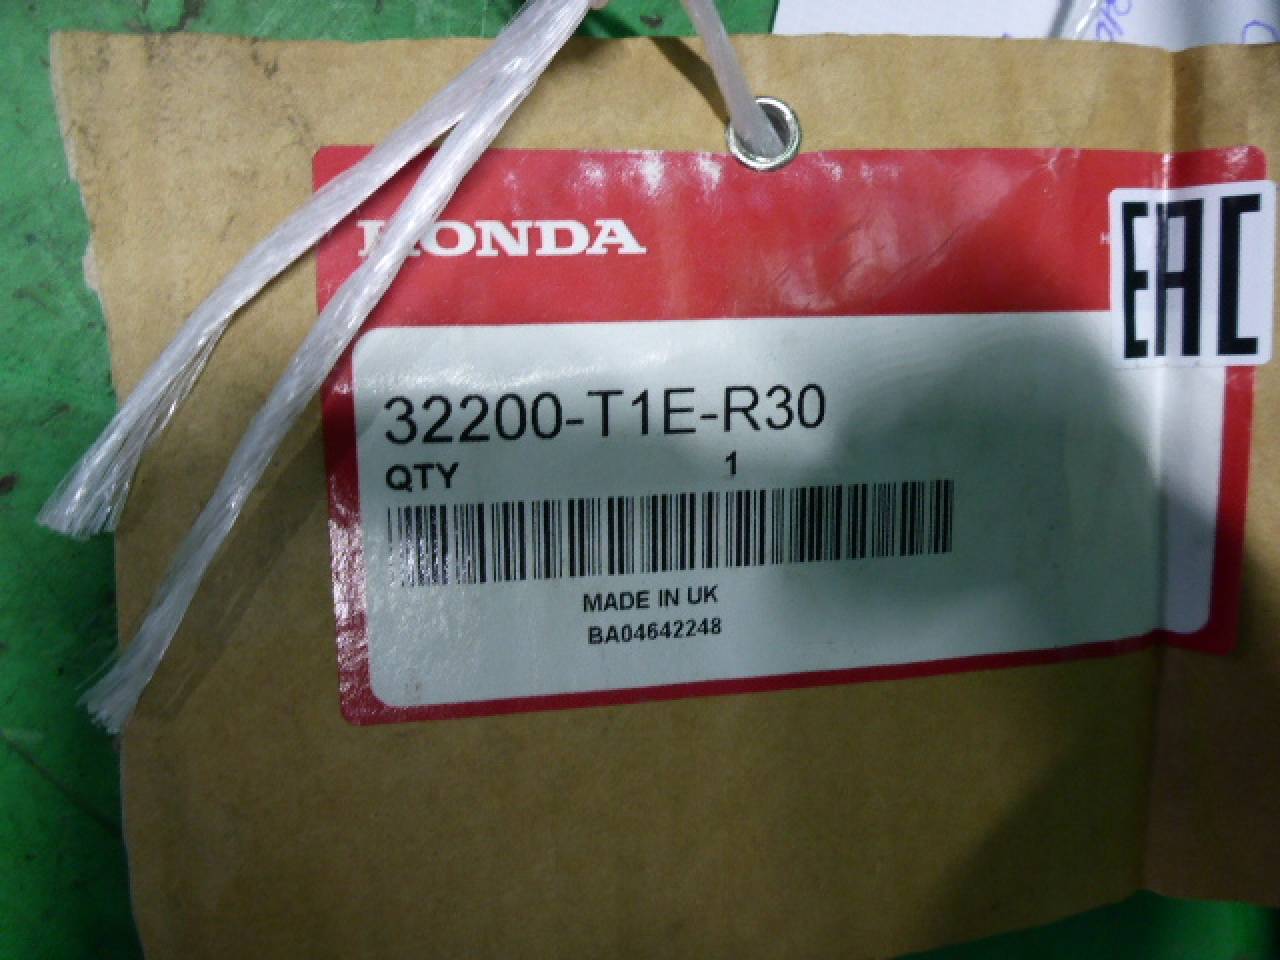 HONDA
EAC
32200-T1E-R30
QTY 1
MADE IN UK
BA04642248